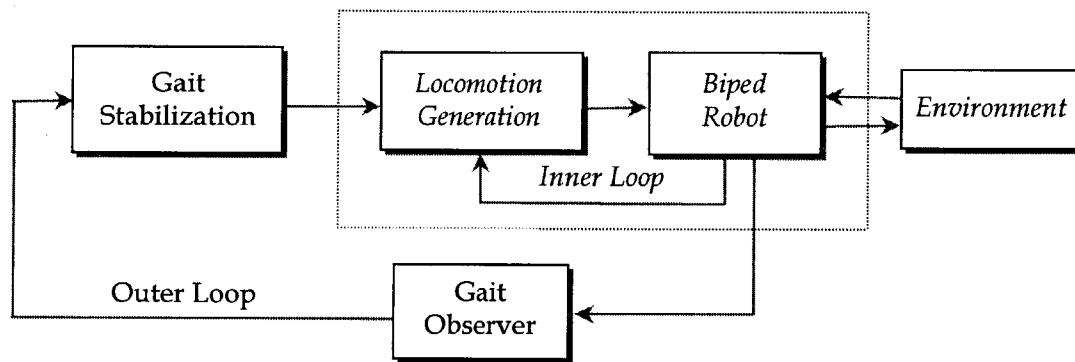 Gait
Stabilization
Locomotion
Generation
Biped
Robot
Environment
Inner Loop
Outer Loop
Gait
Observer